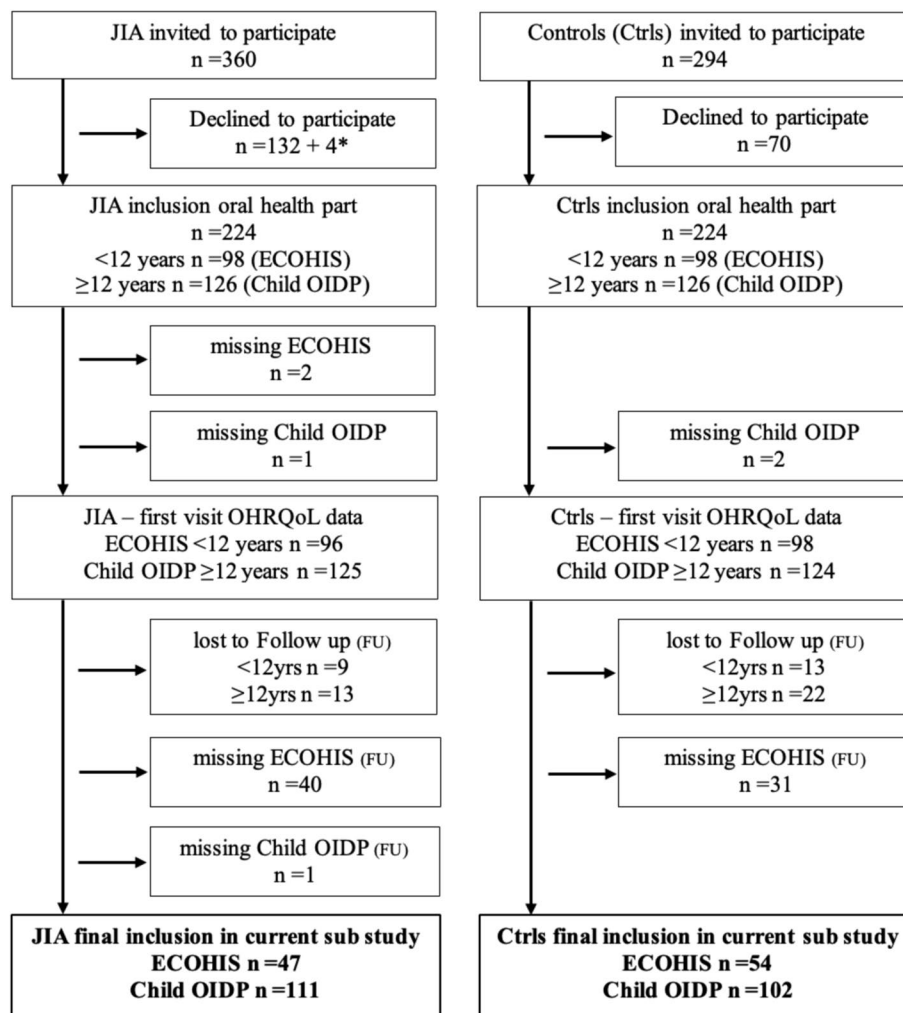 JIA invited to participate
n =360
Declined to participate
n =132 + 4*
JIA inclusion oral health part
n =224
<12 years n =98 (ECOHIS)
≥12 years n =126 (Child OIDP)
missing ECOHIS
n =2
missing Child OIDP
n =1
JIA – first visit OHRQoL data
ECOHIS <12 years n =96
Child OIDP ≥12 years n =125
lost to Follow up (FU)
<12yrs n =9
≥12yrs n =13
missing ECOHIS (FU)
n =40
missing Child OIDP (FU)
n =1
JIA final inclusion in current sub study
ECOHIS n =47
Child OIDP n =111
Controls (Ctrls) invited to participate
n =294
Declined to participate
n =70
Ctrls inclusion oral health part
n =224
<12 years n =98 (ECOHIS)
≥12 years n =126 (Child OIDP)
missing Child OIDP
n =2
Ctrls – first visit OHRQoL data
ECOHIS <12 years n =98
Child OIDP ≥12 years n =124
lost to Follow up (FU)
<12yrs n =13
≥12yrs n =22
missing ECOHIS (FU)
n =31
Ctrls final inclusion in current sub study
ECOHIS n =54
Child OIDP n =102